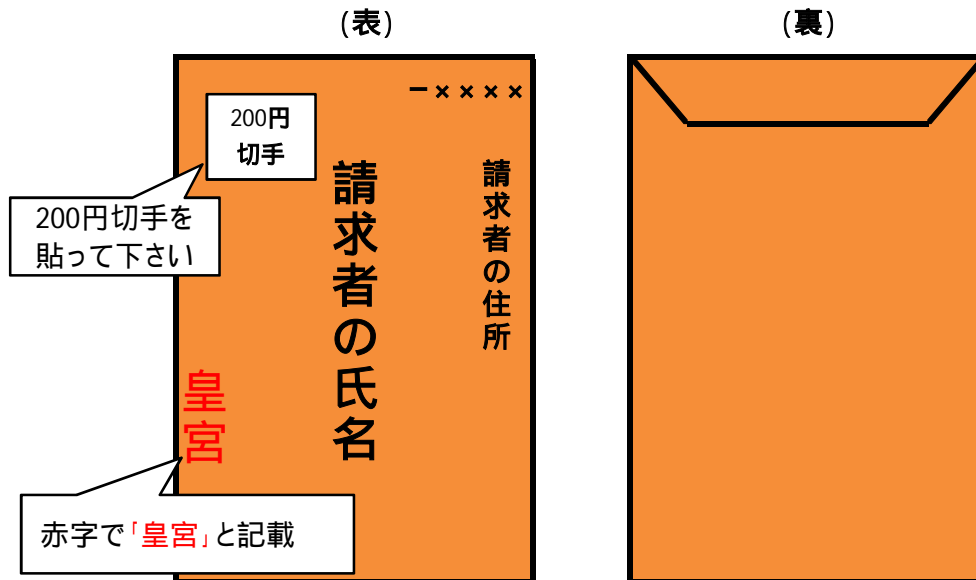 (表)
(裏)
−××××
200円
切手
請求者の住所
請求者の氏名
200円切手を
貼って下さい
皇宮
赤字で「皇宮」と記載